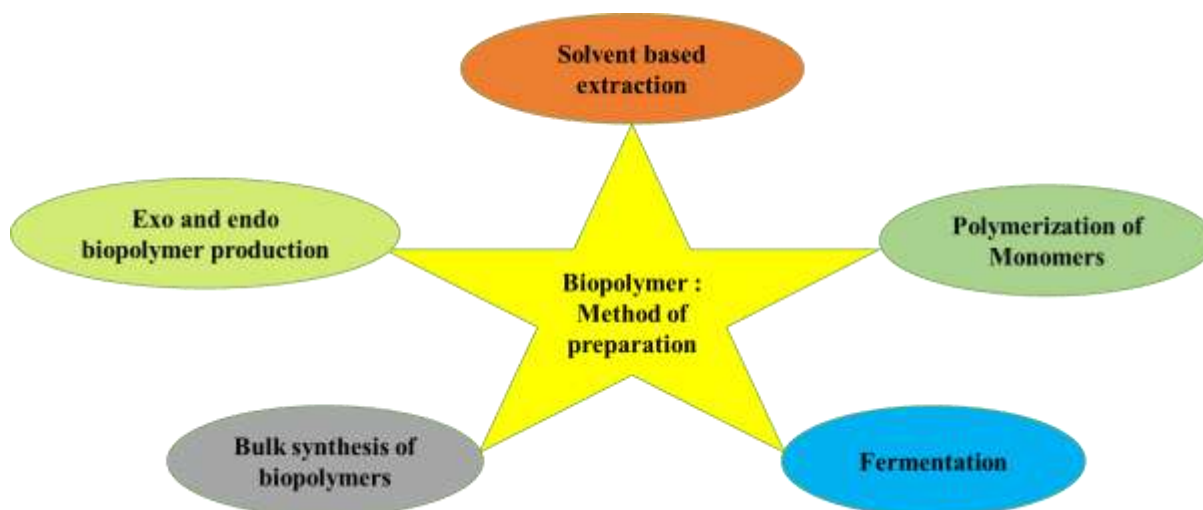 Solvent based
extraction
Exo and endo
biopolymer production
Polymerization of
Monomers
Biopolymer :
Method of
preparation
Bulk synthesis of
biopolymers
Fermentation